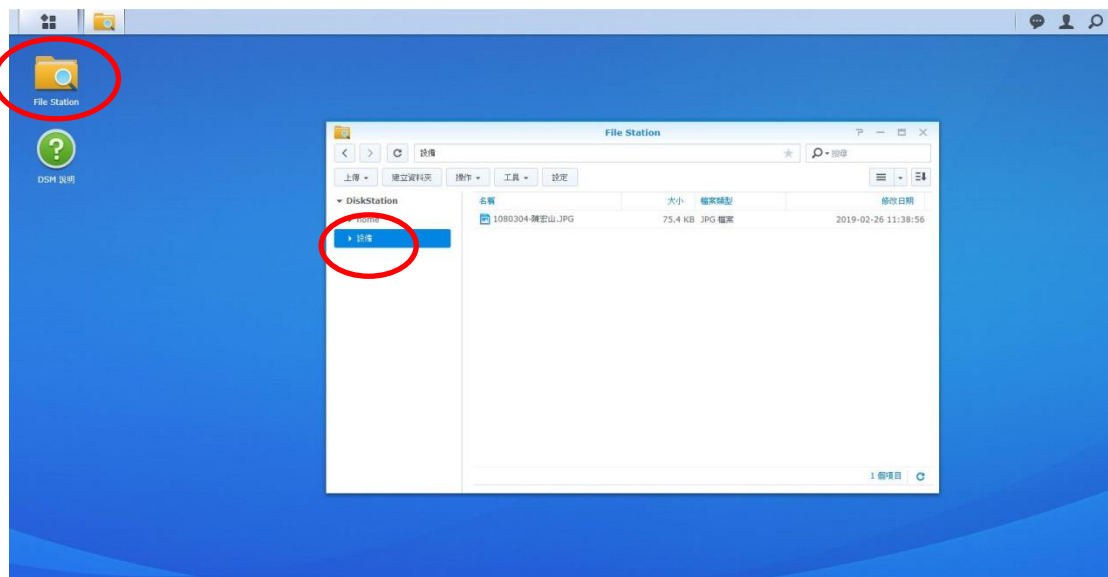 File Station
DSM 說明
File Station
設備
搜尋
上傳
建立資料夾
操作
工具
設定
DiskStation
名稱
大小
檔案類型
修改日期
home
1080304-陳宏山.JPG
75.4 KB
JPG 檔案
2019-02-26 11:38:56
設備
1 個項目